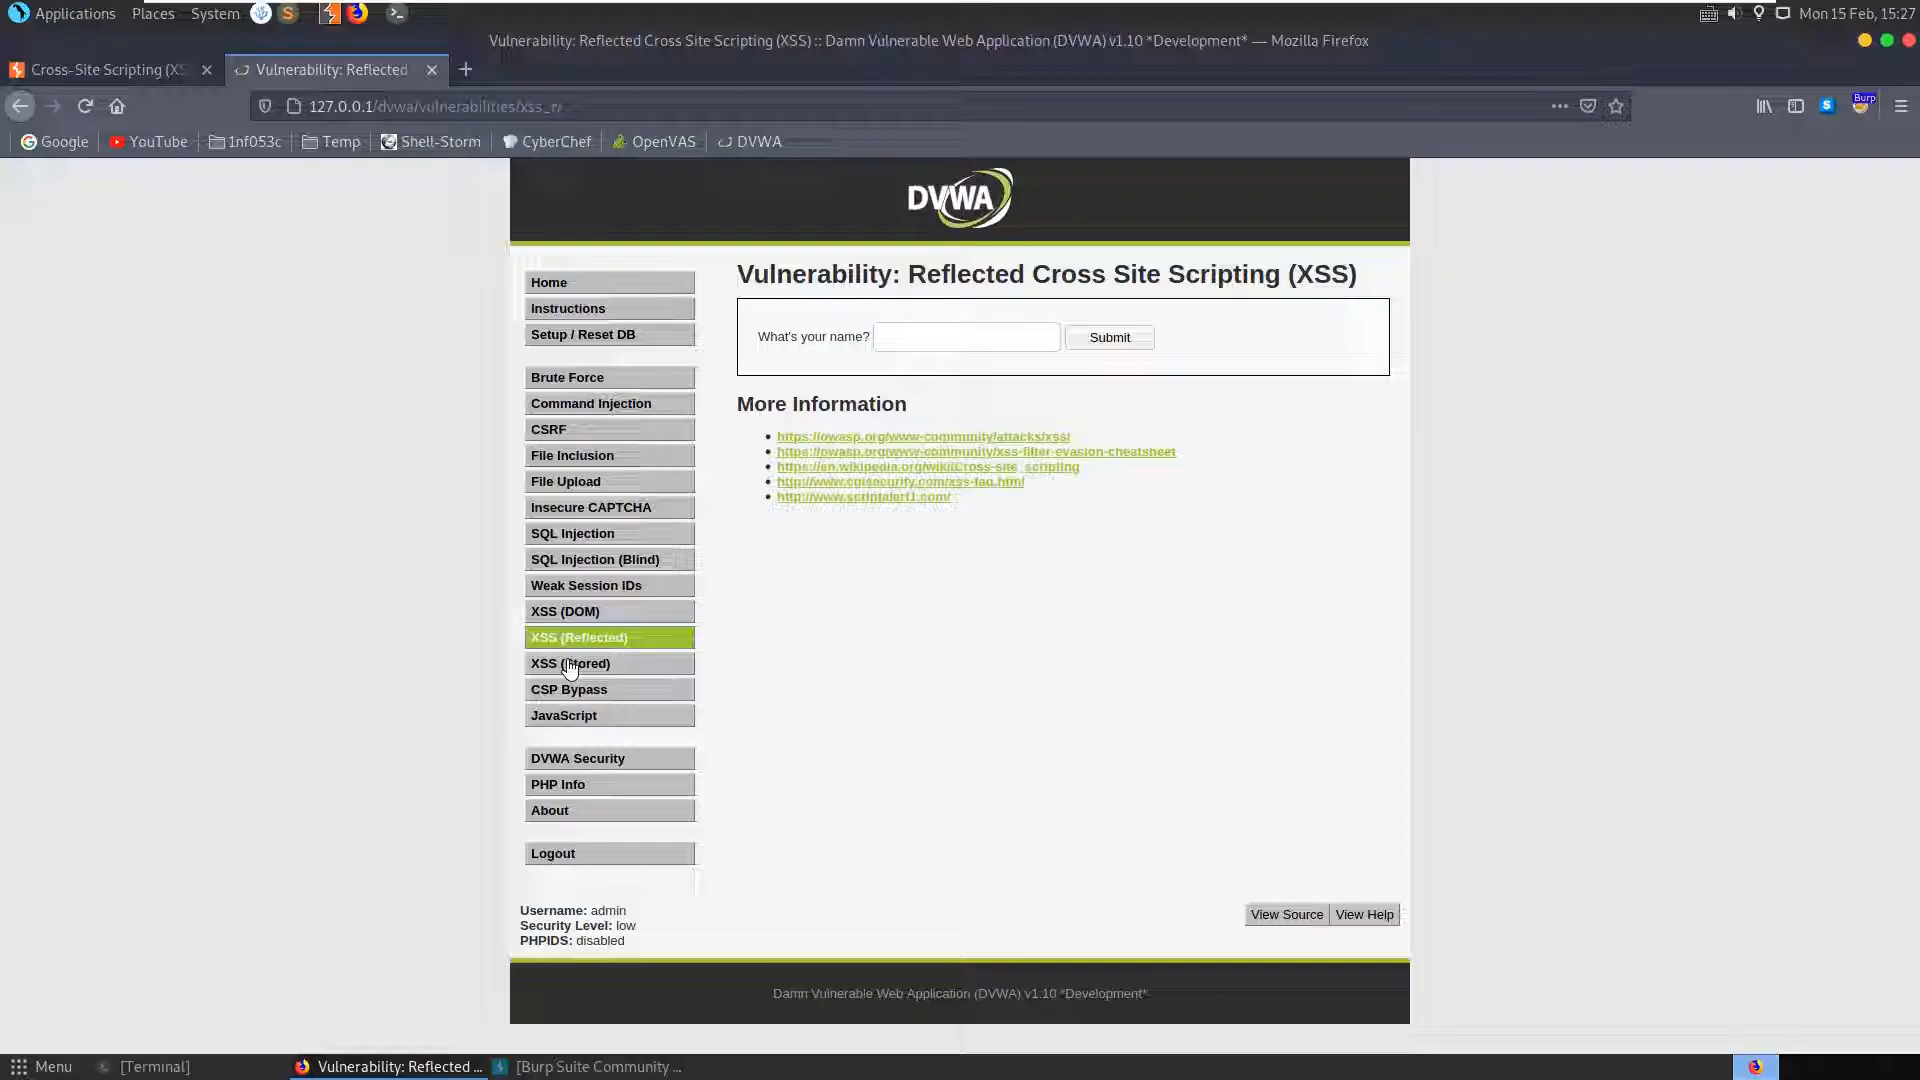 Applications Places System
Mon 15 Feb, 15:27
Vulnerability: Reflected Cross Site Scripting (XSS) :: Damn Vulnerable Web Application (DVWA) v1.10 *Development* — Mozilla Firefox
Cross-Site Scripting (XS
Vulnerability: Reflected
127.0.0.1/dvwa/vulnerabilities/xss_r/
Burp
Google YouTube 1nf053c Temp Shell-Storm CyberChef OpenVAS DVWA
DVWA
Vulnerability: Reflected Cross Site Scripting (XSS)
What's your name? Submit
More Information
https://owasp.org/www-community/attacks/xss/
https://owasp.org/www-community/xss-filter-evasion-cheatsheet
https://en.wikipedia.org/wiki/Cross-site_scripting
http://www.cgisecurity.com/xss-faq.html
http://www.scriptalert1.com/
Home
Instructions
Setup / Reset DB
Brute Force
Command Injection
CSRF
File Inclusion
File Upload
Insecure CAPTCHA
SQL Injection
SQL Injection (Blind)
Weak Session IDs
XSS (DOM)
XSS (Reflected)
XSS (Stored)
CSP Bypass
JavaScript
DVWA Security
PHP Info
About
Logout
Username: admin
Security Level: low
PHPIDS: disabled
View Source View Help
Damn Vulnerable Web Application (DVWA) v1.10 *Development*
Menu [Terminal] Vulnerability: Reflected ... [Burp Suite Community ...